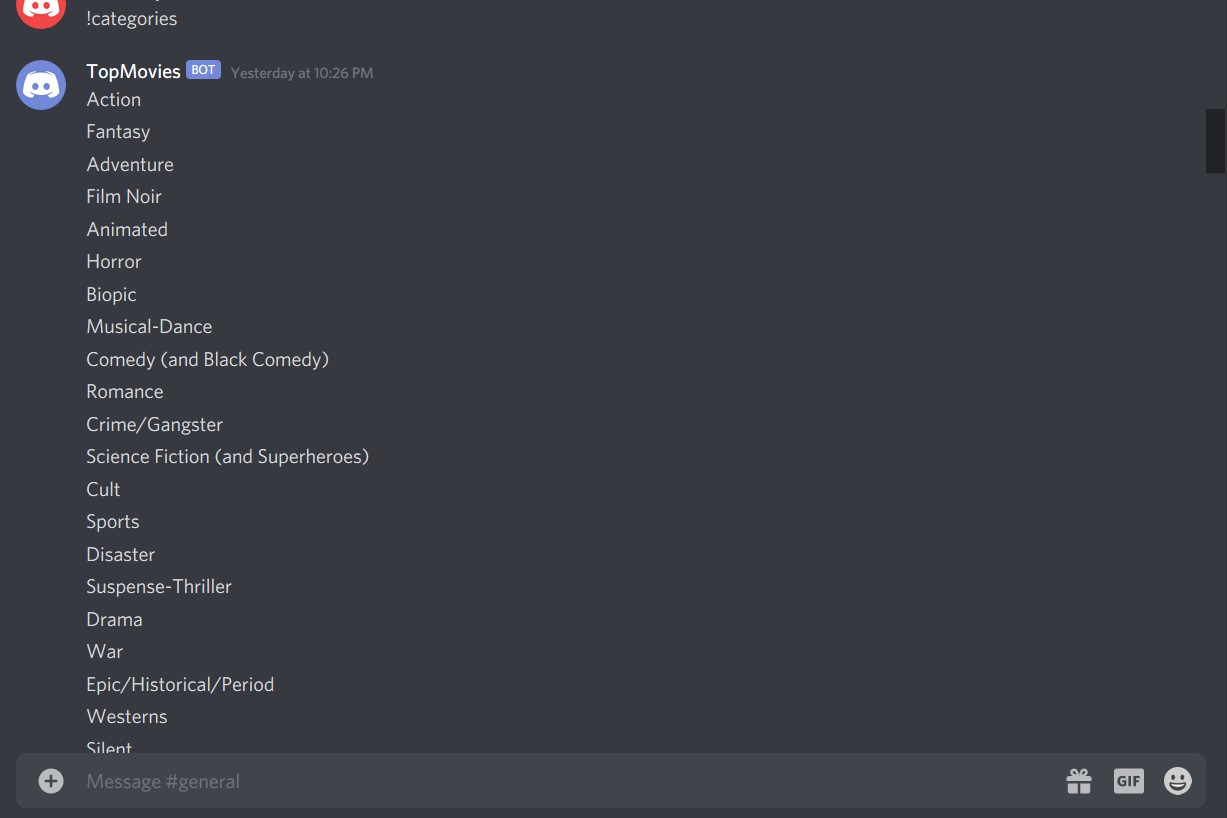 !categories
TopMovies BOT Yesterday at 10:26 PM
Action
Fantasy
Adventure
Film Noir
Animated
Horror
Biopic
Musical-Dance
Comedy (and Black Comedy)
Romance
Crime/Gangster
Science Fiction (and Superheroes)
Cult
Sports
Disaster
Suspense-Thriller
Drama
War
Epic/Historical/Period
Westerns
Silent
Message #general GIF